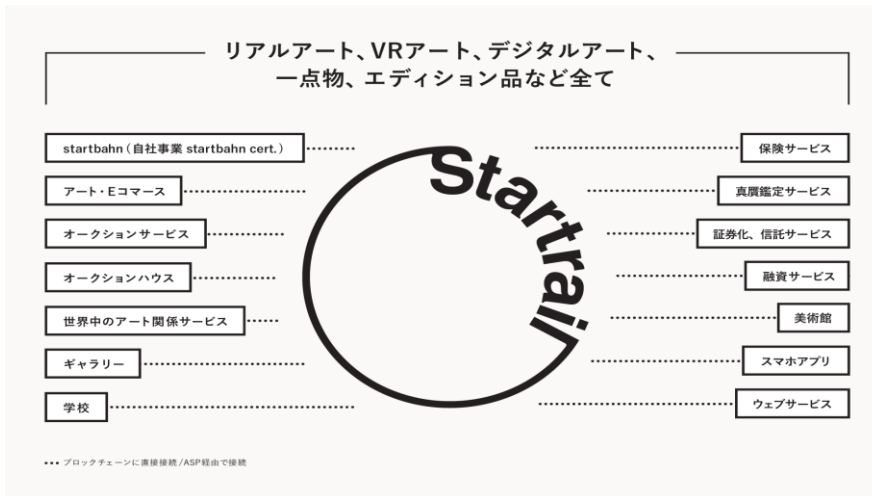 リアルアート、VRアート、デジタルアート、
一点物、エディション品など全て
startbahn（自社事業 startbahn cert.）
アート・Eコマース
オークションサービス
オークションハウス
世界中のアート関係サービス
ギャラリー
学校
Startrail
保険サービス
真贋鑑定サービス
証券化、信託サービス
融資サービス
美術館
スマホアプリ
ウェブサービス
••• ブロックチェーンに直接接続/ASP経由で接続